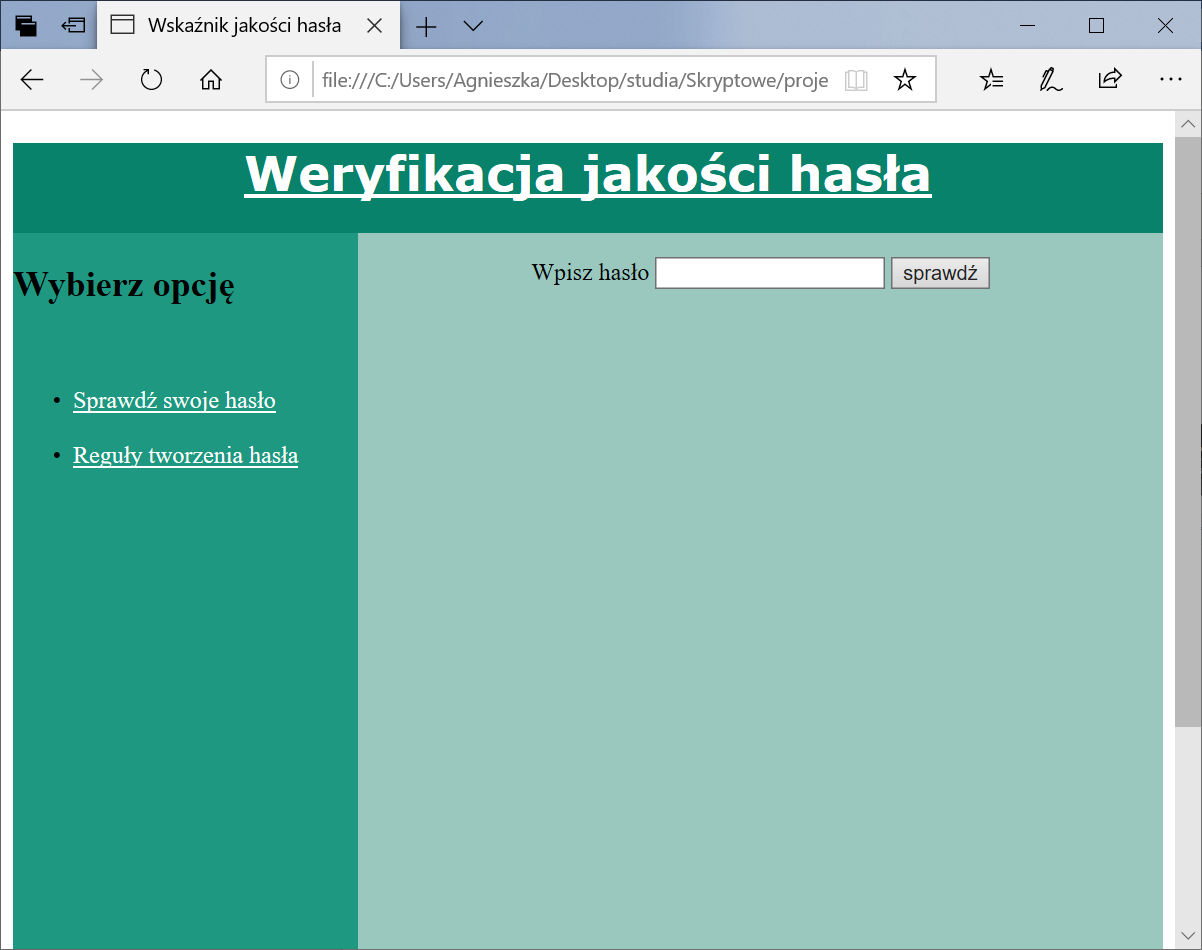 Wskaźnik jakości hasła
file:///C:/Users/Agnieszka/Desktop/studia/Skryptowe/proje
Weryfikacja jakości hasła
Wybierz opcję
Wpisz hasło sprawdź
• Sprawdź swoje hasło
• Reguły tworzenia hasła